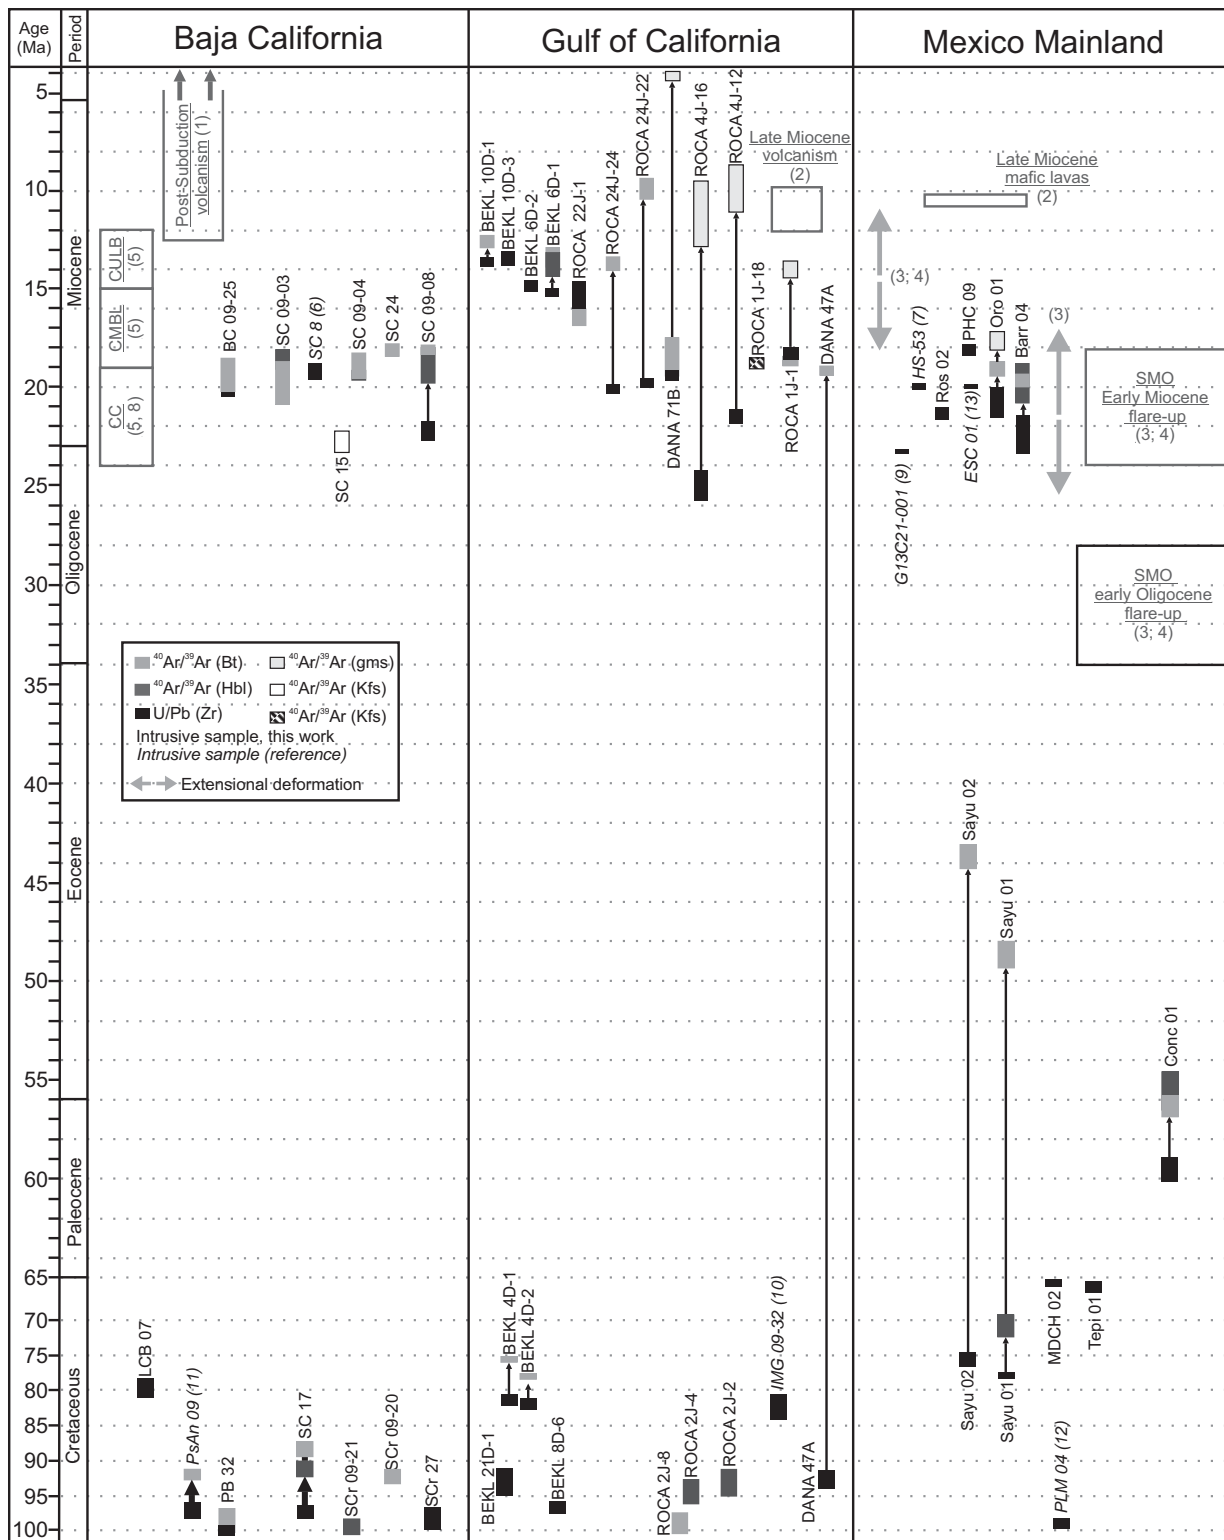 Age
(Ma)
Period
Baja California
Gulf of California
Mexico Mainland
5
10
15
20
25
30
35
40
45
50
55
60
65
70
75
80
85
90
95
100
Miocene
Oligocene
Eocene
Paleocene
Cretaceous
Post-Subduction
volcanism (1)
CULB
(5)
CMBL
(5)
CC
(5, 8)
BC 09-25
SC 09-03
SC 8 (6)
SC 15
SC 09-04
SC 24
SC 09-08
BEKL 10D-1
BEKL 10D-3
BEKL 6D-2
BEKL 6D-1
ROCA 22J-1
ROCA 24J-24
ROCA 24J-22
DANA 71B
ROCA 4J-16
ROCA 4J-12
ROCA 1J-18
ROCA 1J-1
DANA 47A
Late Miocene
volcanism
(2)
Late Miocene
mafic lavas
(2)
(3; 4)
(3)
HS-53 (7)
Ros 02
PHC 09
Oro 01
Barr 04
G13C21-001 (9)
ESC 01 (13)
SMO
Early Miocene
flare-up
(3; 4)
SMO
early Oligocene
flare-up
(3; 4)
40Ar/39Ar (Bt)
40Ar/39Ar (gms)
40Ar/39Ar (Hbl)
40Ar/39Ar (Kfs)
U/Pb (Zr)
40Ar/39Ar (Kfs)
Intrusive sample, this work
Intrusive sample (reference)
Extensional deformation
Sayu 02
Sayu 01
Conc 01
LCB 07
PsAn 09 (11)
PB 32
SC 17
SCr 09-21
SCr 09-20
SCr 27
BEKL 4D-1
BEKL 4D-2
BEKL 21D-1
BEKL 8D-6
ROCA 2J-8
ROCA 2J-4
ROCA 2J-2
IMG 09-32 (10)
DANA 47A
Sayu 02
Sayu 01
MDCH 02
Tepi 01
PLM 04 (12)